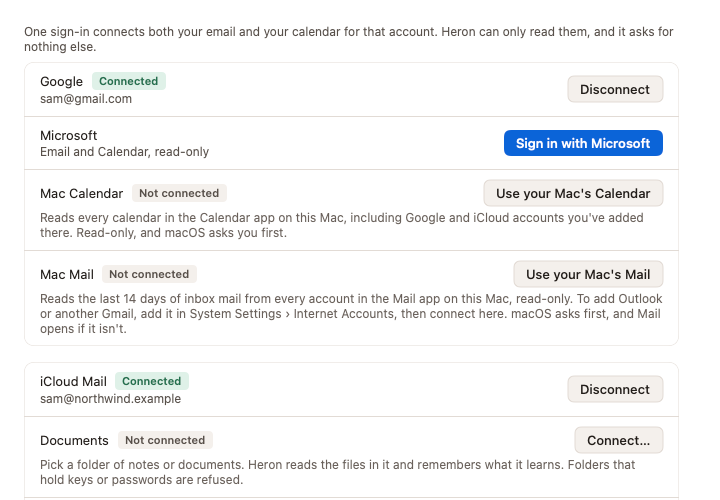 One sign-in connects both your email and your calendar for that account. Heron can only read them, and it asks for
nothing else.
Google Connected
sam@gmail.com
Disconnect
Microsoft
Email and Calendar, read-only
Sign in with Microsoft
Mac Calendar Not connected
Use your Mac's Calendar
Reads every calendar in the Calendar app on this Mac, including Google and iCloud accounts you've added
there. Read-only, and macOS asks you first.
Mac Mail Not connected
Use your Mac's Mail
Reads the last 14 days of inbox mail from every account in the Mail app on this Mac, read-only. To add Outlook
or another Gmail, add it in System Settings › Internet Accounts, then connect here. macOS asks first, and Mail
opens if it isn't.
iCloud Mail Connected
sam@northwind.example
Disconnect
Documents Not connected
Connect...
Pick a folder of notes or documents. Heron reads the files in it and remembers what it learns. Folders that
hold keys or passwords are refused.